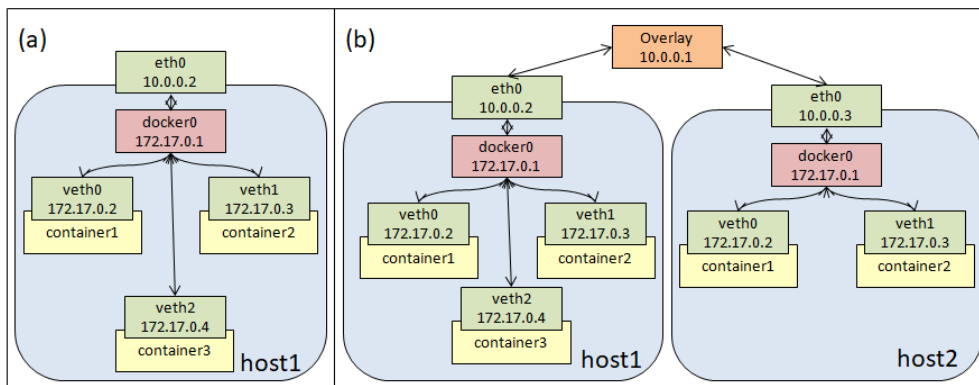 (a)
eth0
10.0.0.2
docker0
172.17.0.1
veth0
172.17.0.2
container1
veth1
172.17.0.3
container2
veth2
172.17.0.4
container3
host1
(b)
Overlay
10.0.0.1
eth0
10.0.0.2
docker0
172.17.0.1
veth0
172.17.0.2
container1
veth1
172.17.0.3
container2
veth2
172.17.0.4
container3
host1
eth0
10.0.0.3
docker0
172.17.0.1
veth0
172.17.0.2
container1
veth1
172.17.0.3
container2
host2